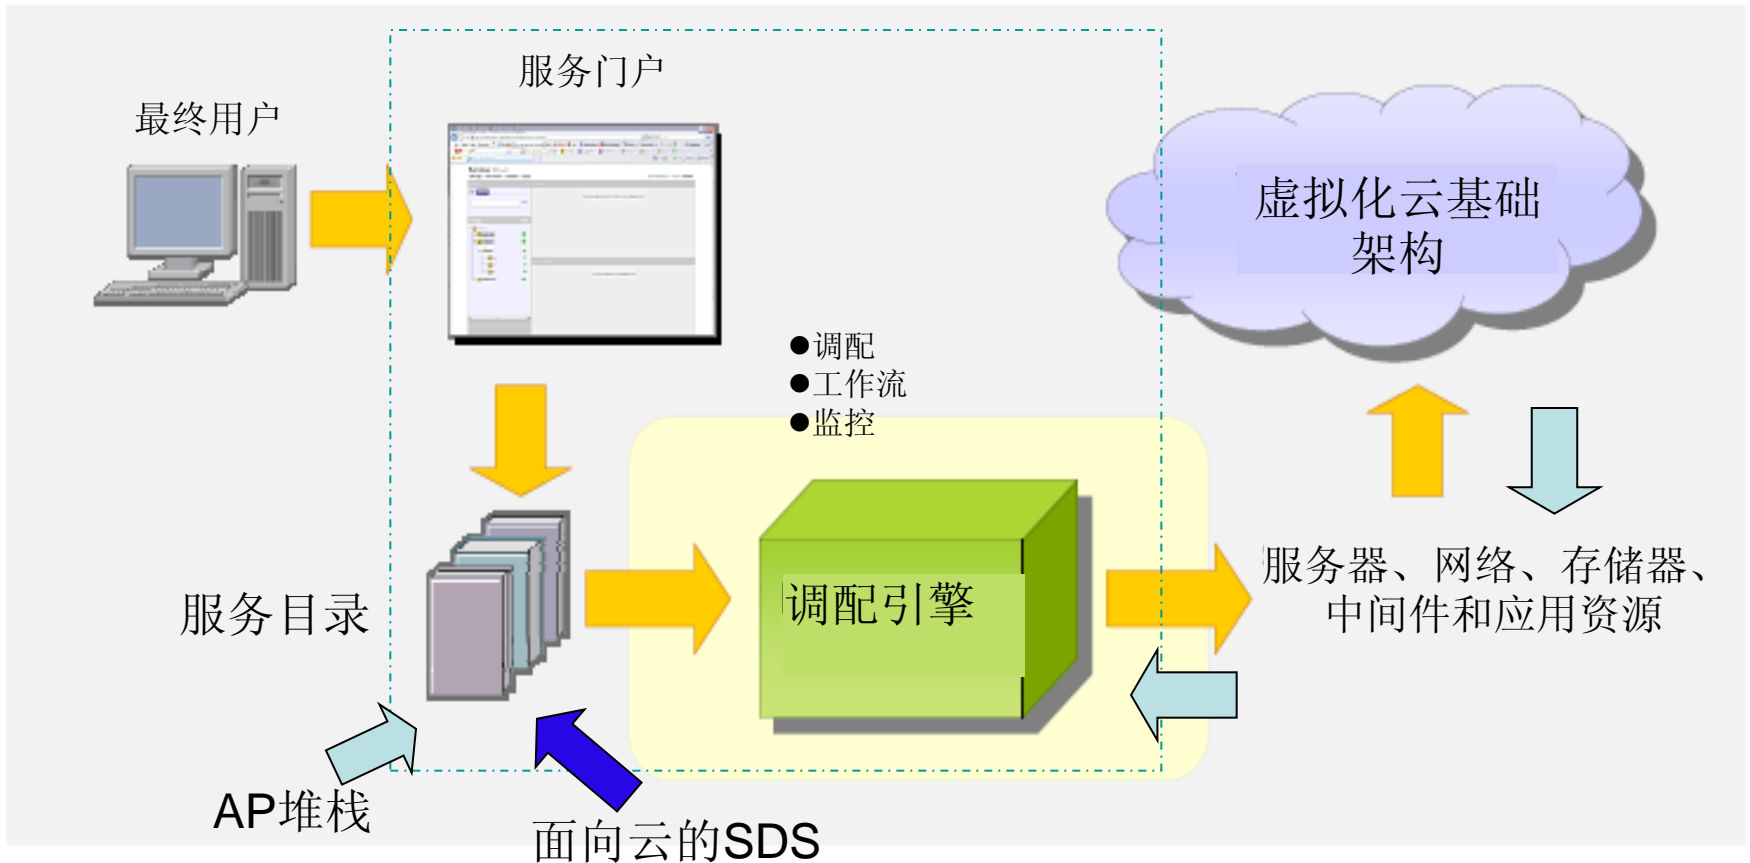 服务门户
最终用户
虚拟化云基础
架构
●调配
●工作流
●监控
服务目录
调配引擎
服务器、网络、存储器、
中间件和应用资源
AP堆栈
面向云的SDS